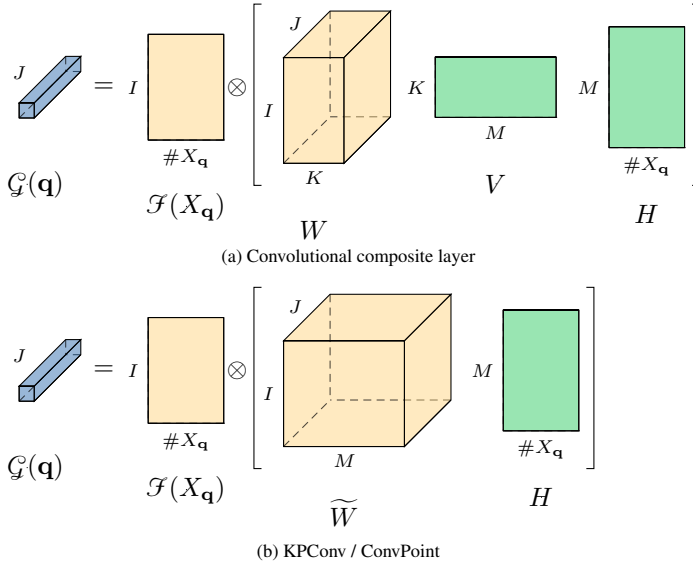 J = I ⊗ J I K K M M
#X_q #X_q
𝒢(q) ℱ(X_q) W V H
(a) Convolutional composite layer
J = I ⊗ J I M M
#X_q #X_q
𝒢(q) ℱ(X_q) W̃ H
(b) KPConv / ConvPoint